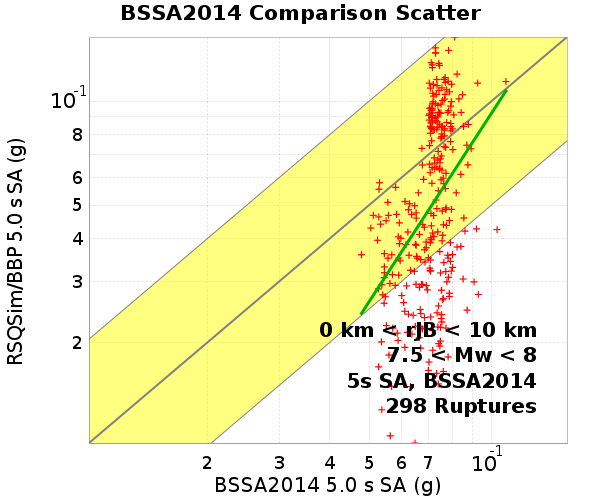 BSSA2014 Comparison Scatter
RSQSim/BBP 5.0 s SA (g)
10-1
8
6
5
4
3
2
0 km < rJB < 10 km
7.5 < Mw < 8
5s SA, BSSA2014
298 Ruptures
2 3 4 5 6 7 10-1
BSSA2014 5.0 s SA (g)